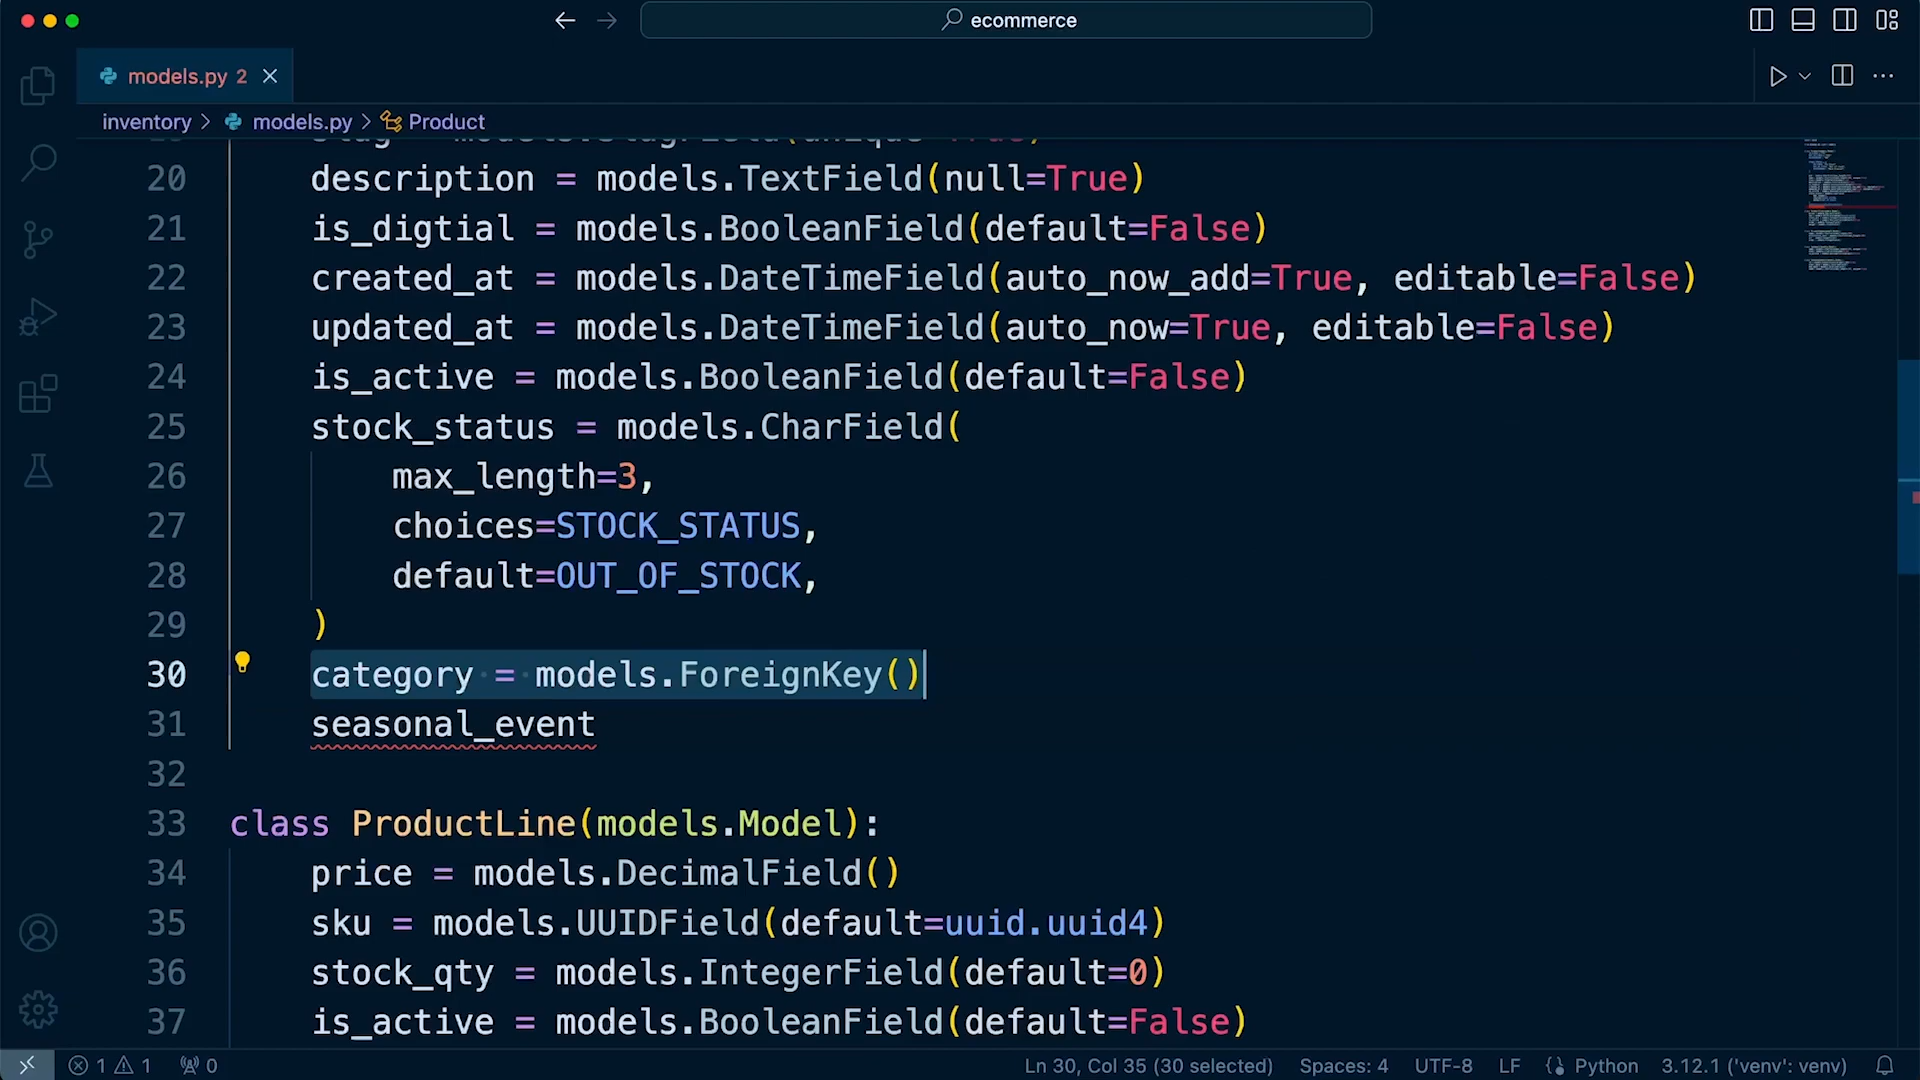 ecommerce
models.py 2
inventory > models.py > Product
20 description = models.TextField(null=True)
21 is_digtial = models.BooleanField(default=False)
22 created_at = models.DateTimeField(auto_now_add=True, editable=False)
23 updated_at = models.DateTimeField(auto_now=True, editable=False)
24 is_active = models.BooleanField(default=False)
25 stock_status = models.CharField(
26 max_length=3,
27 choices=STOCK_STATUS,
28 default=OUT_OF_STOCK,
29 )
30 category = models.ForeignKey()
31 seasonal_event
32
33 class ProductLine(models.Model):
34 price = models.DecimalField()
35 sku = models.UUIDField(default=uuid.uuid4)
36 stock_qty = models.IntegerField(default=0)
37 is_active = models.BooleanField(default=False)
1 1 0 Ln 30, Col 35 (30 selected) Spaces: 4 UTF-8 LF Python 3.12.1 ('venv': venv)